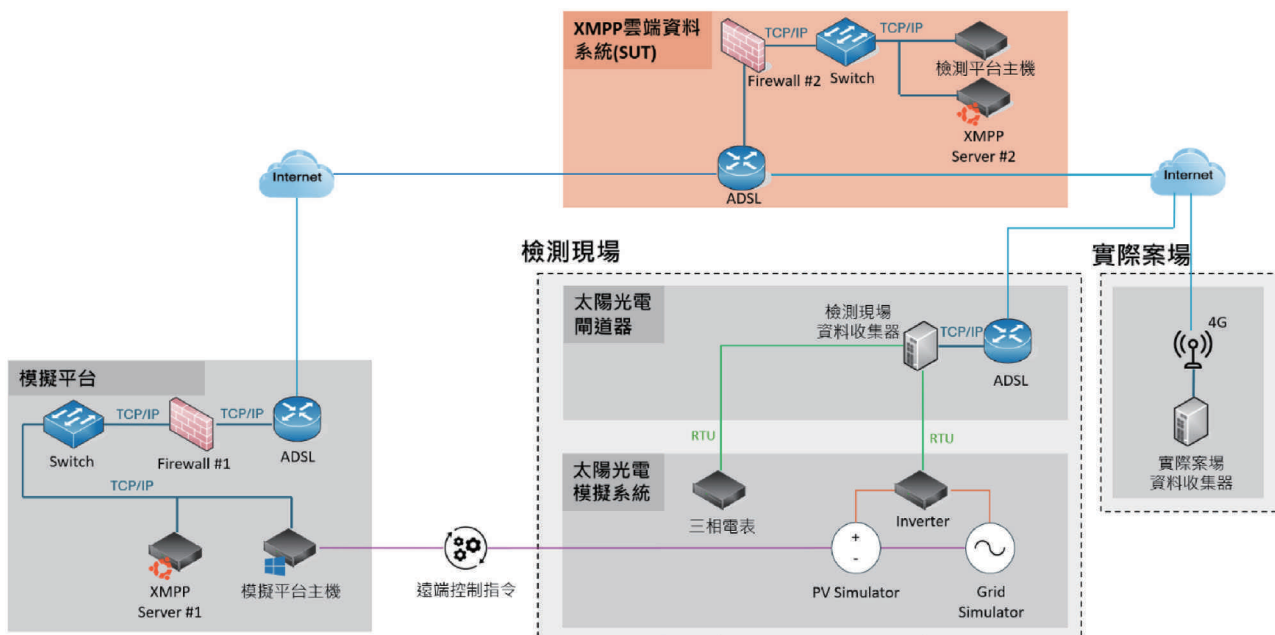 XMPP雲端資料
系統(SUT)
TCP/IP
TCP/IP
Firewall #2
Switch
檢測平台主機
XMPP
Server #2
ADSL
Internet
Internet
檢測現場
實際案場
太陽光電
閘道器
檢測現場
資料收集器
TCP/IP
ADSL
4G
實際案場
資料收集器
模擬平台
TCP/IP
TCP/IP
Switch
Firewall #1
ADSL
TCP/IP
XMPP
Server #1
模擬平台主機
遠端控制指令
RTU
RTU
太陽光電
模擬系統
三相電表
Inverter
+
-
PV Simulator
Grid
Simulator